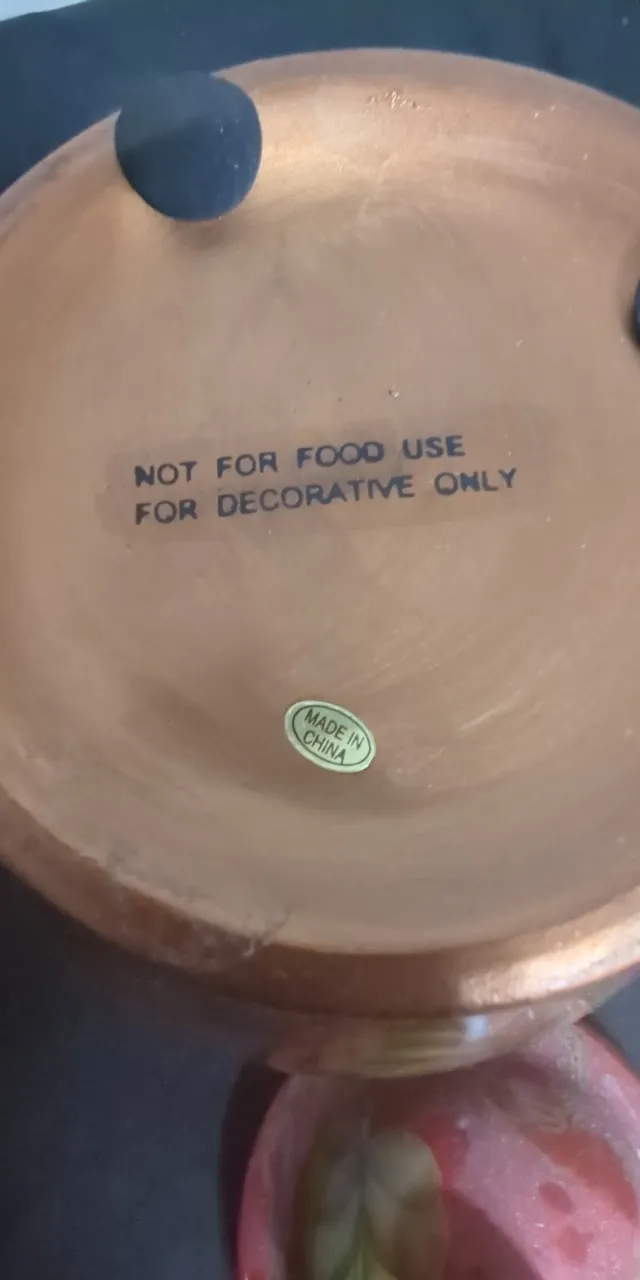 NOT FOR FOOD USE
FOR DECORATIVE ONLY
MADE IN
CHINA